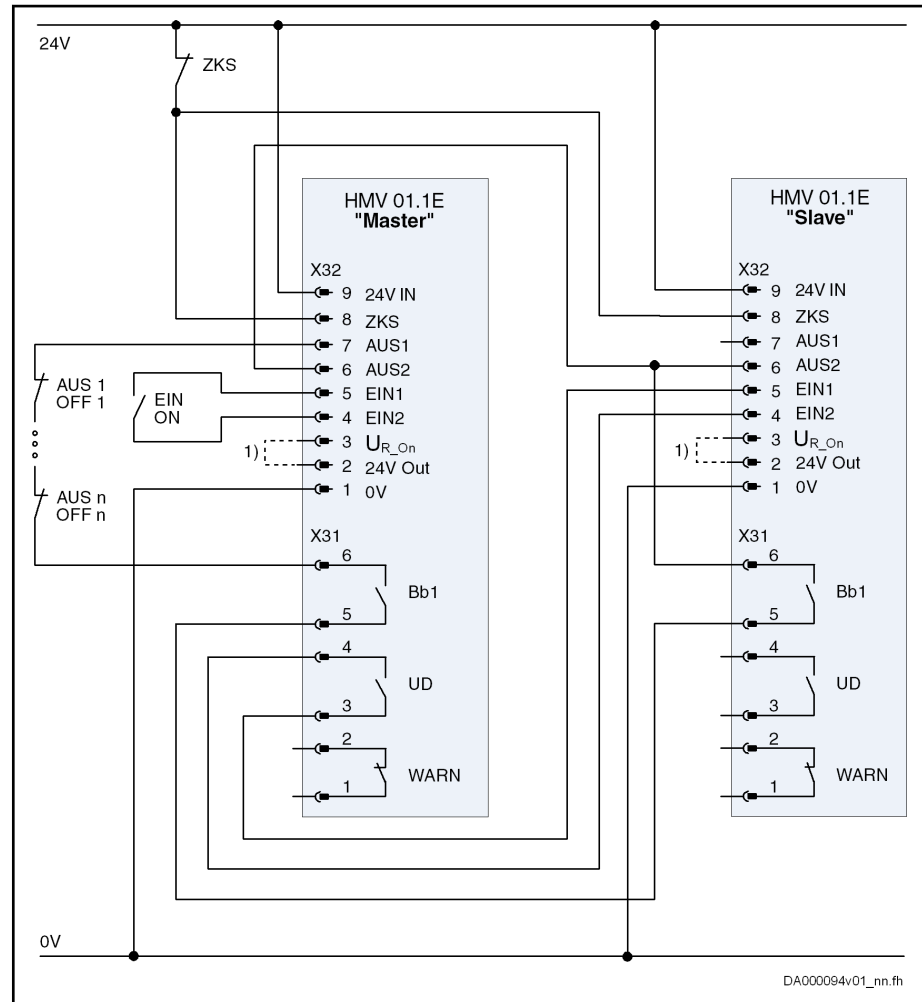 24V
ZKS
HMV 01.1E
"Master"
X32
9 24V IN
8 ZKS
7 AUS1
6 AUS2
5 EIN1
4 EIN2
3 UR_On
2 24V Out
1 0V
AUS 1
OFF 1
EIN
ON
1)
AUS n
OFF n
X31
6
Bb1
5
4
UD
3
2
WARN
1
HMV 01.1E
"Slave"
X32
9 24V IN
8 ZKS
7 AUS1
6 AUS2
5 EIN1
4 EIN2
1)
3 UR_On
2 24V Out
1 0V
X31
6
Bb1
5
4
UD
3
2
WARN
1
0V
DA000094v01_nn.fh